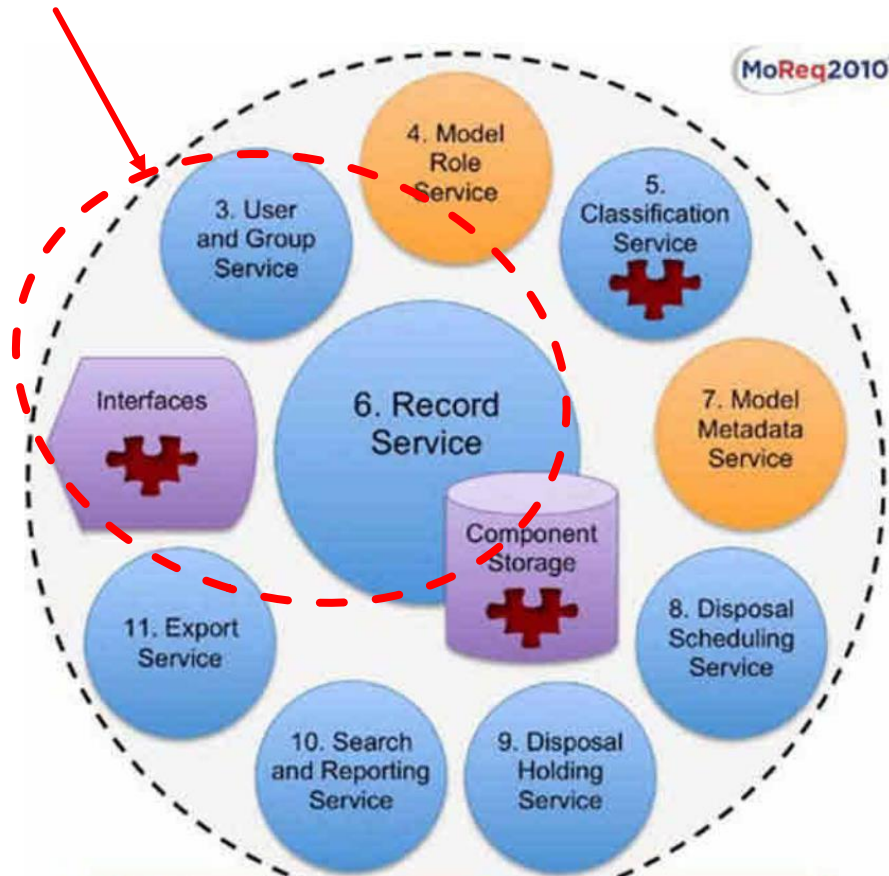 MoReq2010
4. Model
Role
Service
3. User
and Group
Service
5.
Classification
Service
Interfaces
6. Record
Service
7. Model
Metadata
Service
Component
Storage
11. Export
Service
8. Disposal
Scheduling
Service
10. Search
and Reporting
Service
9. Disposal
Holding
Service